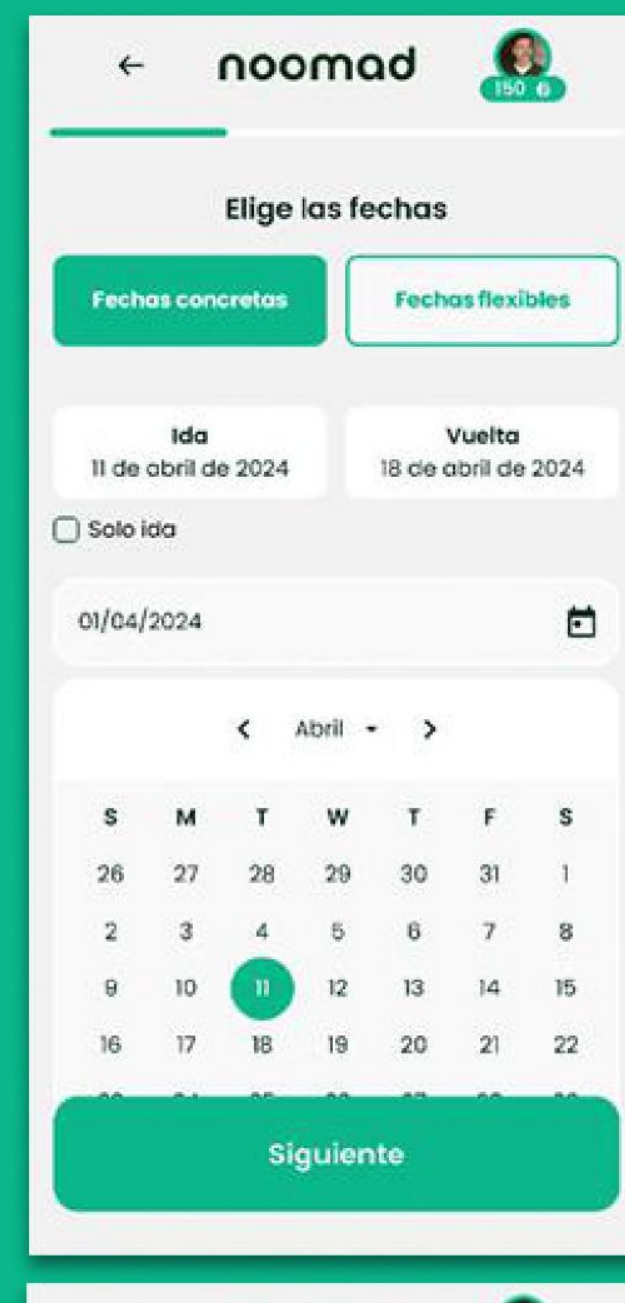 noomad
150
Elige las fechas
Fechas concretas
Fechas flexibles
Ida
11 de abril de 2024
Vuelta
18 de abril de 2024
Solo ida
01/04/2024
Abril
S M T W T F S
26 27 28 29 30 31 1
2 3 4 5 6 7 8
9 10 11 12 13 14 15
16 17 18 19 20 21 22
Siguiente